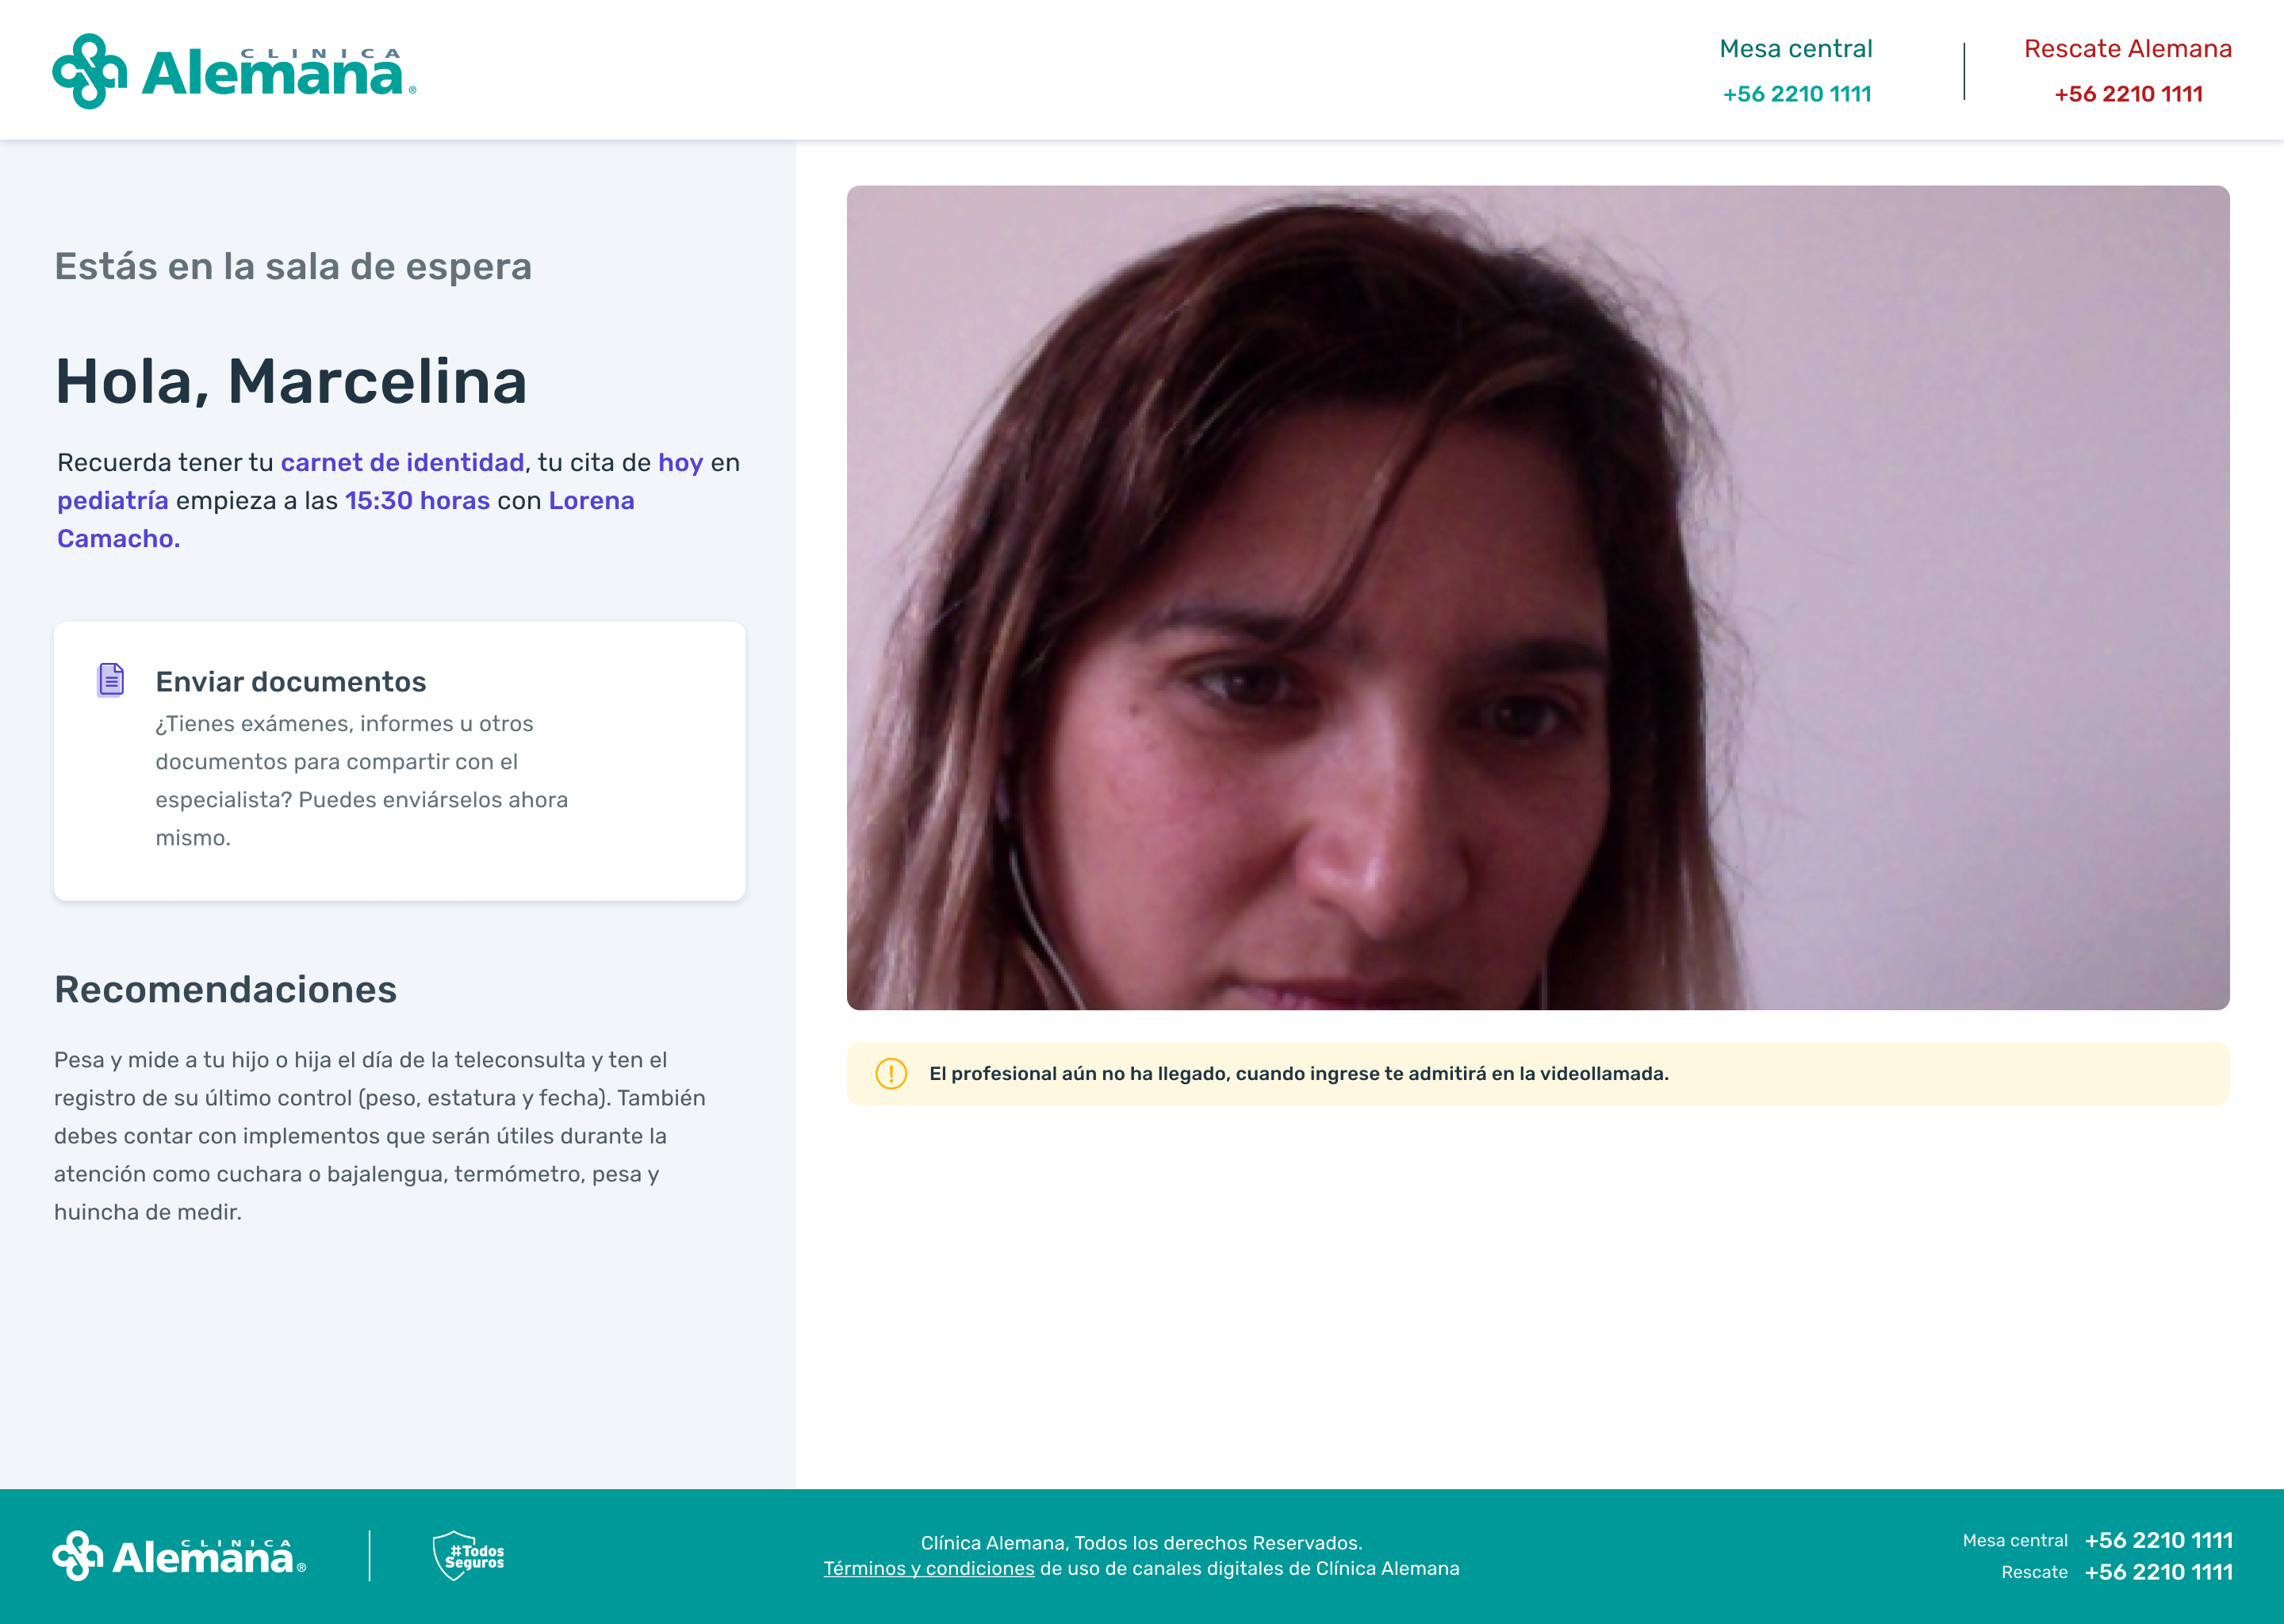 CLINICA
Alemana®
Mesa central
+56 2210 1111
Rescate Alemana
+56 2210 1111
Estás en la sala de espera
Hola, Marcelina
Recuerda tener tu carnet de identidad, tu cita de hoy en
pediatría empieza a las 15:30 horas con Lorena
Camacho.
Enviar documentos
¿Tienes exámenes, informes u otros
documentos para compartir con el
especialista? Puedes enviárselos ahora
mismo.
Recomendaciones
Pesa y mide a tu hijo o hija el día de la teleconsulta y ten el
registro de su último control (peso, estatura y fecha). También
debes contar con implementos que serán útiles durante la
atención como cuchara o bajalengua, termómetro, pesa y
huincha de medir.
El profesional aún no ha llegado, cuando ingrese te admitirá en la videollamada.
CLINICA
Alemana®
#Todos
Seguros
Clínica Alemana, Todos los derechos Reservados.
Términos y condiciones de uso de canales digitales de Clínica Alemana
Mesa central +56 2210 1111
Rescate +56 2210 1111